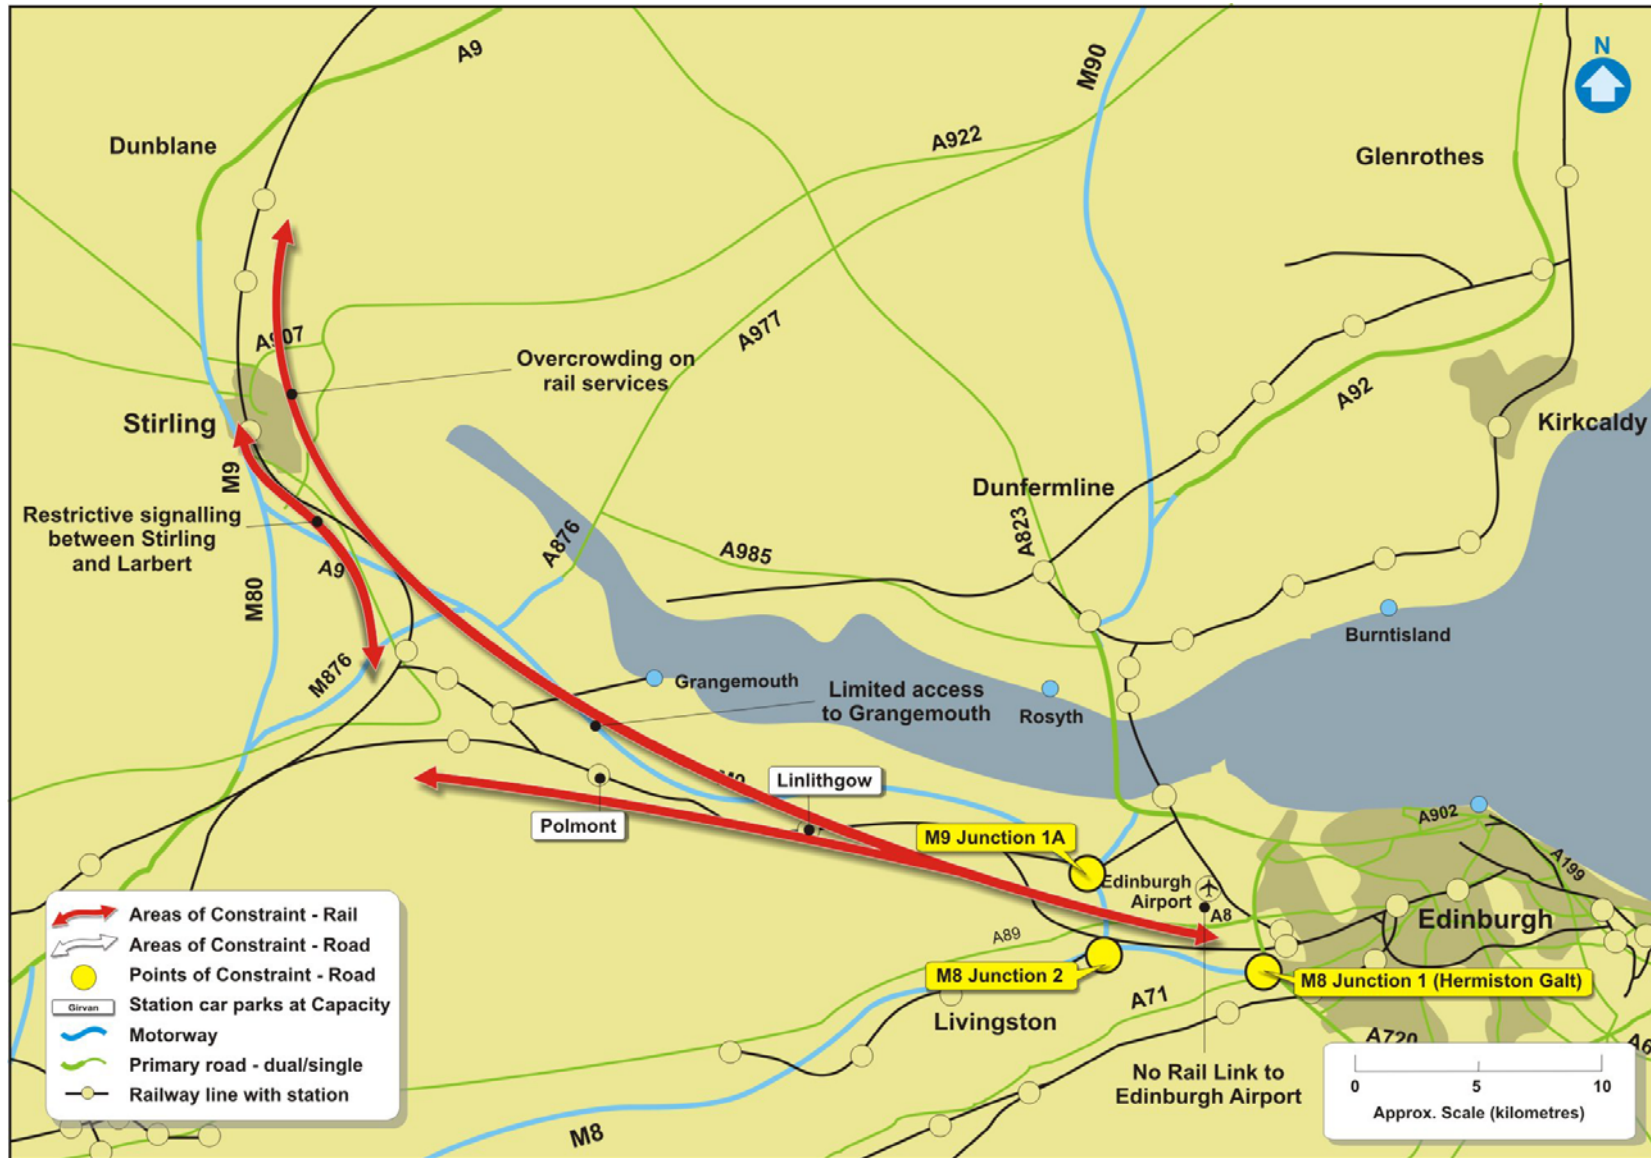 A9
M90
N
Dunblane
A922
Glenrothes
A907
A977
Overcrowding on
rail services
A92
Stirling
Kirkcaldy
M9
Dunfermline
Restrictive signalling
between Stirling
and Larbert
A876
A985
A823
A9
M80
Burntisland
M876
Grangemouth
Limited access
to Grangemouth
Rosyth
M9
Linlithgow
Polmont
M9 Junction 1A
A902
A199
Edinburgh
Airport
A8
Edinburgh
A89
M8 Junction 2
M8 Junction 1 (Hermiston Galt)
A71
Livingston
A720
No Rail Link to
Edinburgh Airport
M8
Areas of Constraint - Rail
Areas of Constraint - Road
Points of Constraint - Road
Girvan
Station car parks at Capacity
Motorway
Primary road - dual/single
Railway line with station
0 5 10
Approx. Scale (kilometres)